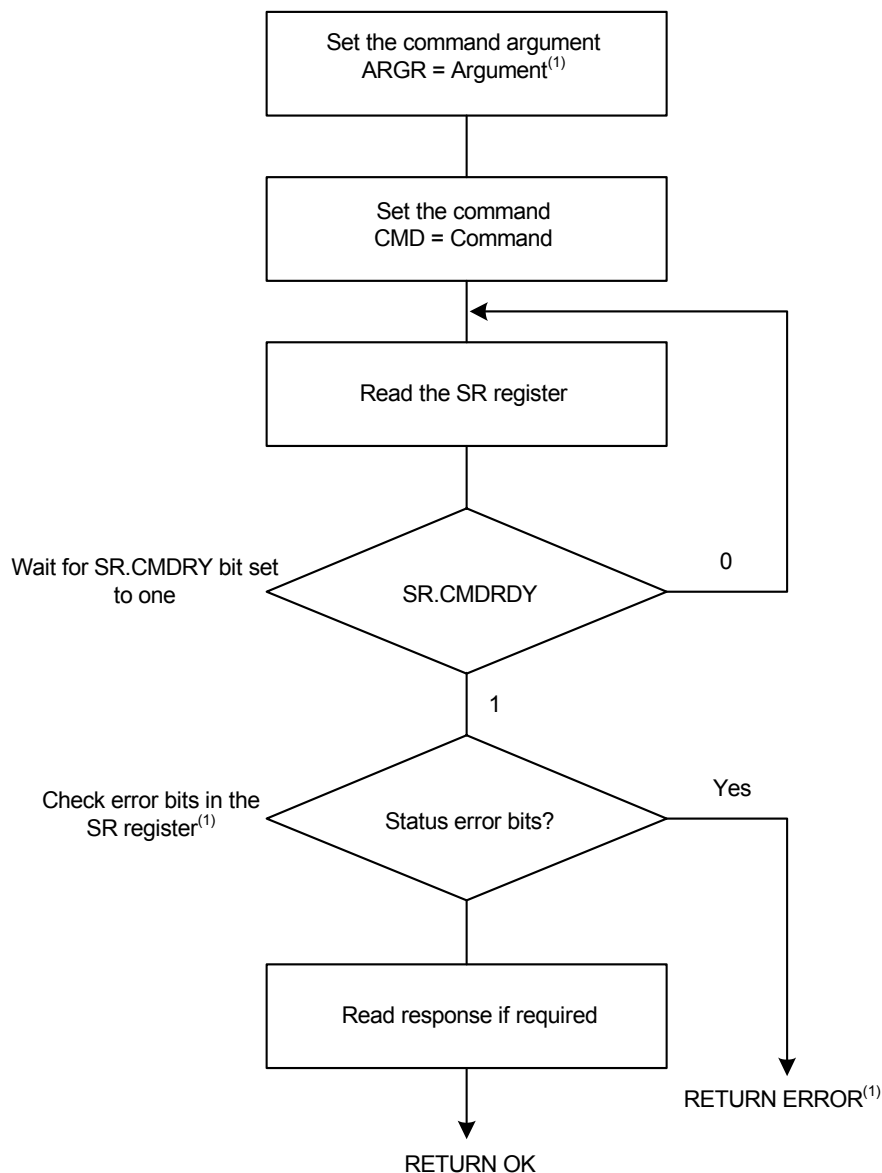 Set the command argument
ARGR = Argument(1)
Set the command
CMD = Command
Read the SR register
Wait for SR.CMDRY bit set
to one
SR.CMDRDY
0
1
Check error bits in the
SR register(1)
Status error bits?
Yes
Read response if required
RETURN ERROR(1)
RETURN OK